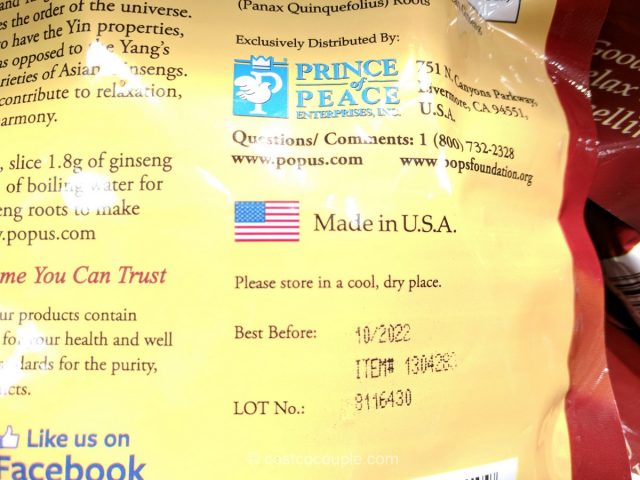 s the order of the universe.
o have the Yin properties,
as opposed to the Yang's
rieties of Asian Ginsengs.
contribute to relaxation,
armony.
, slice 1.8g of ginseng
of boiling water for
eng roots to make
.popus.com
me You Can Trust
ur products contain
for your health and well
dards for the purity,
cts.
Like us on
Facebook
(Panax Quinquefolius) Roots
Exclusively Distributed By:
PRINCE
of
PEACE
ENTERPRISES, INC.
751 N. Canyons Parkway,
Livermore, CA 94551,
U.S.A.
Questions/ Comments: 1 (800) 732-2328
www.popus.com www.popsfoundation.org
Made in U.S.A.
Please store in a cool, dry place.
Best Before: 10/2022
ITEM#
LOT No.: 9116430
© costcocouple.com